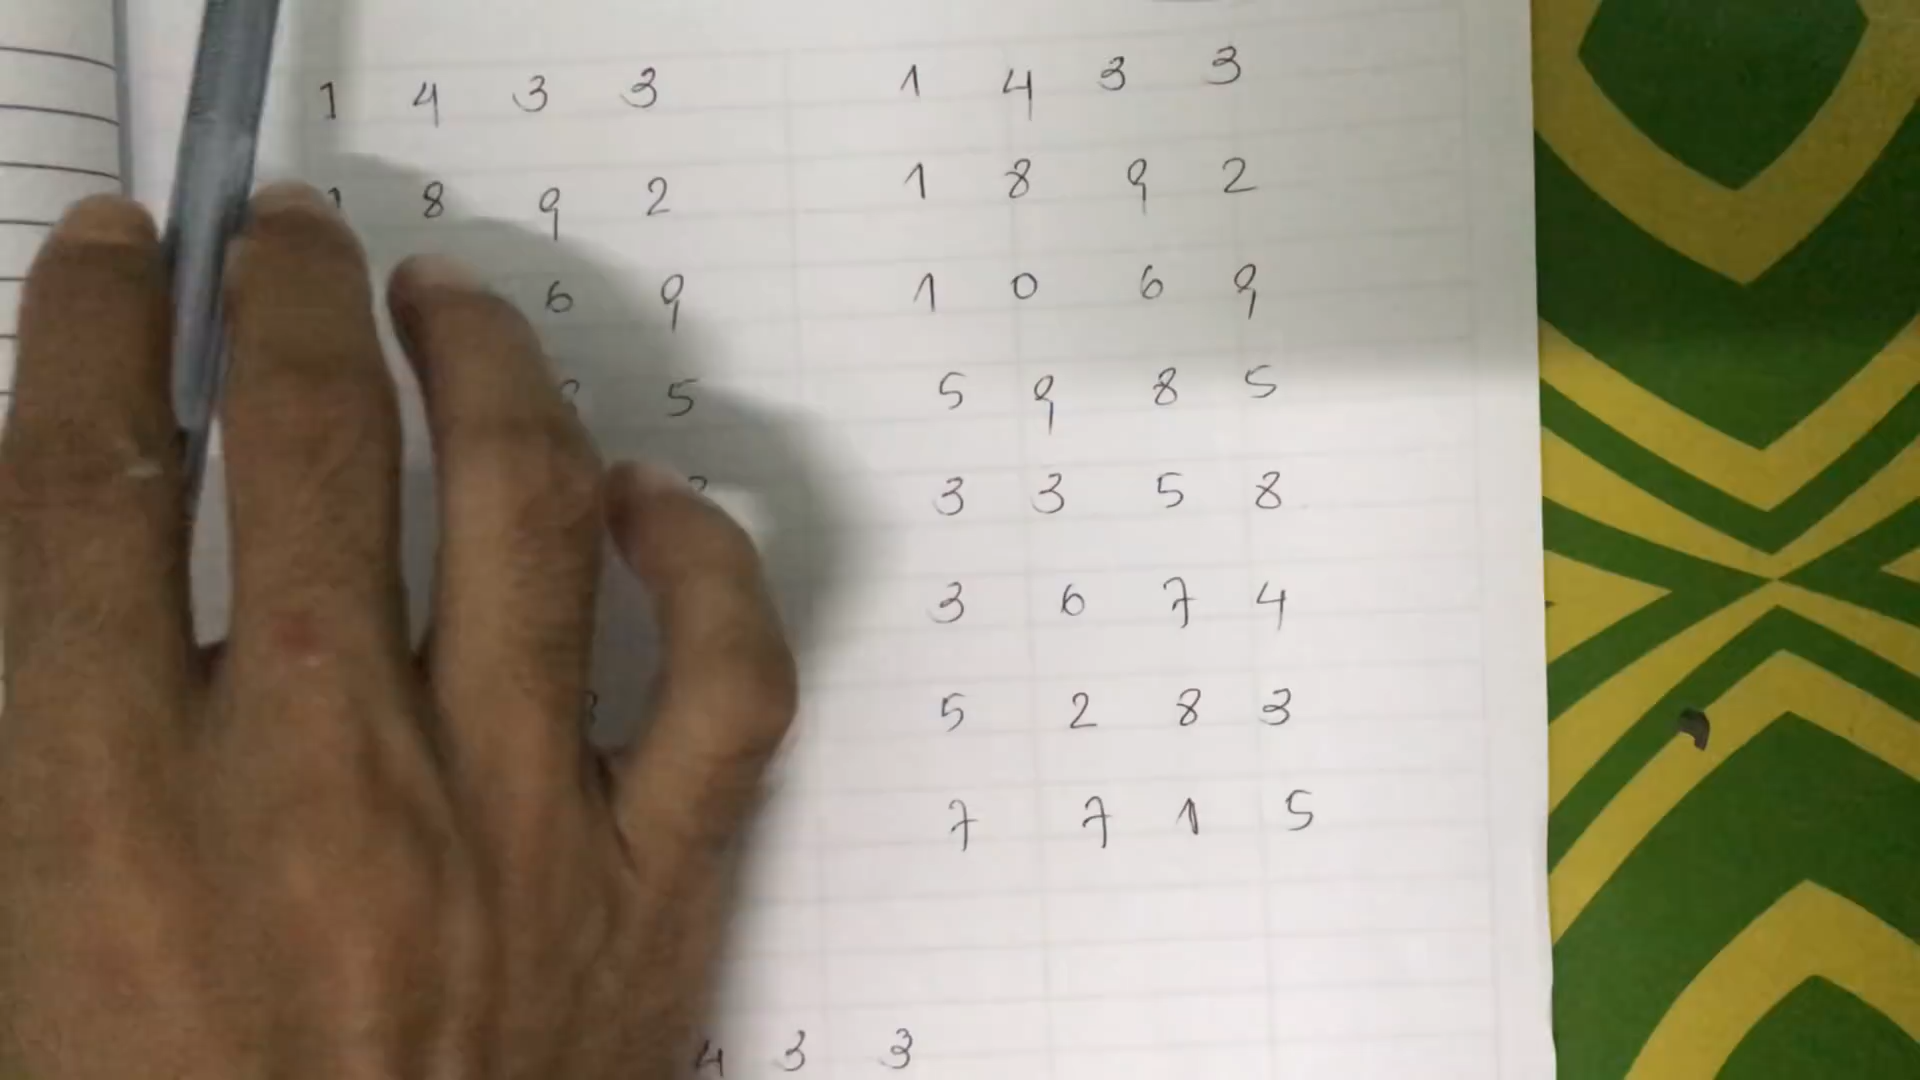 1 4 3 3 1 4 3 3
1 8 9 2 1 8 9 2
6 9 1 0 6 9
5 5 9 8 5
3 3 5 8
3 6 7 4
5 2 8 3
7 7 1 5
4 3 3